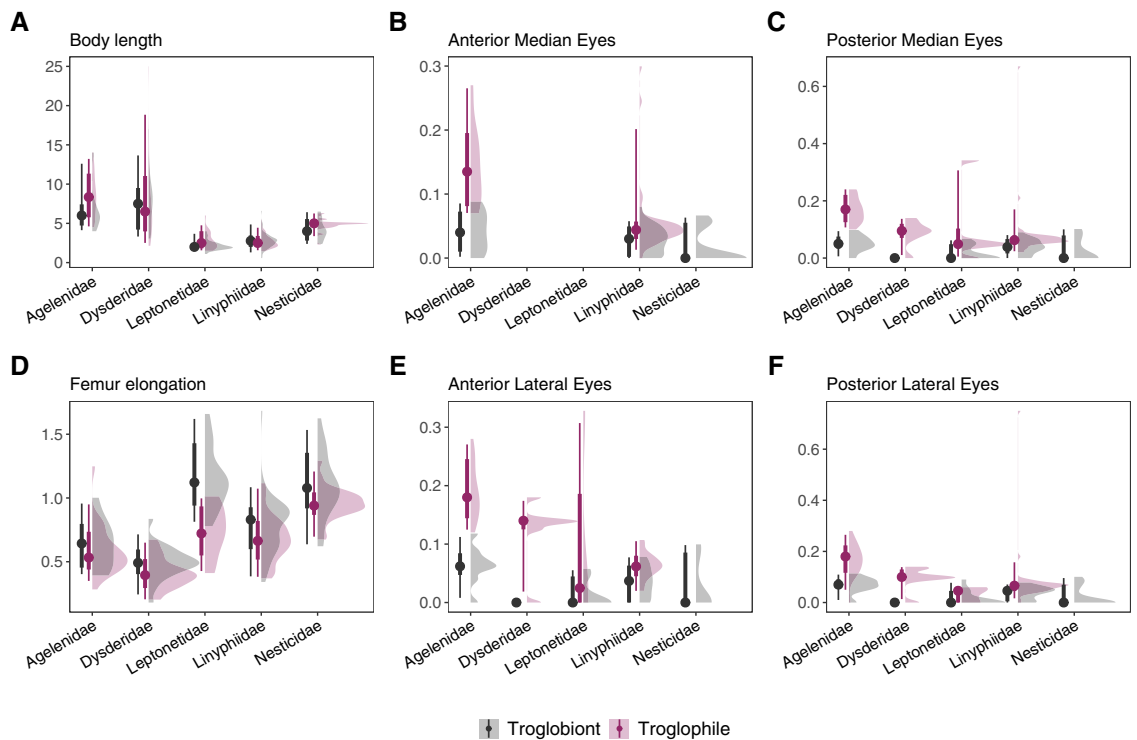 A
Body length
25
20
15
10
5
0
Agelenidae
Dysderidae
Leptonetidae
Linyphiidae
Nesticidae
B
Anterior Median Eyes
0.3
0.2
0.1
0.0
Agelenidae
Dysderidae
Leptonetidae
Linyphiidae
Nesticidae
C
Posterior Median Eyes
0.6
0.4
0.2
0.0
Agelenidae
Dysderidae
Leptonetidae
Linyphiidae
Nesticidae
D
Femur elongation
1.5
1.0
0.5
Agelenidae
Dysderidae
Leptonetidae
Linyphiidae
Nesticidae
E
Anterior Lateral Eyes
0.3
0.2
0.1
0.0
Agelenidae
Dysderidae
Leptonetidae
Linyphiidae
Nesticidae
F
Posterior Lateral Eyes
0.6
0.4
0.2
0.0
Agelenidae
Dysderidae
Leptonetidae
Linyphiidae
Nesticidae
Troglobiont Troglophile